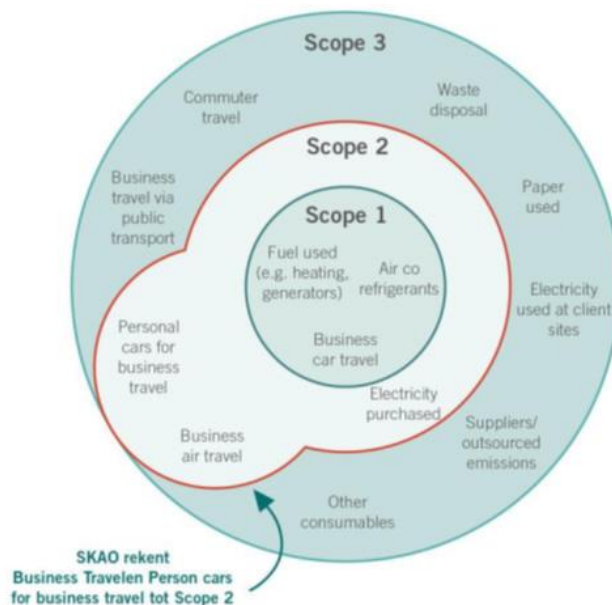 Scope 3
Commuter
travel
Waste
disposal
Scope 2
Business
travel via
public
transport
Paper
used
Scope 1
Fuel used
(e.g. heating,
generators)
Air co
refrigerants
Electricity
used at client
sites
Personal
cars for
business
travel
Business
car travel
Electricity
purchased
Business
air travel
Suppliers/
outsourced
emissions
Other
consumables
SKAO rekent
Business Travelen Person cars
for business travel tot Scope 2